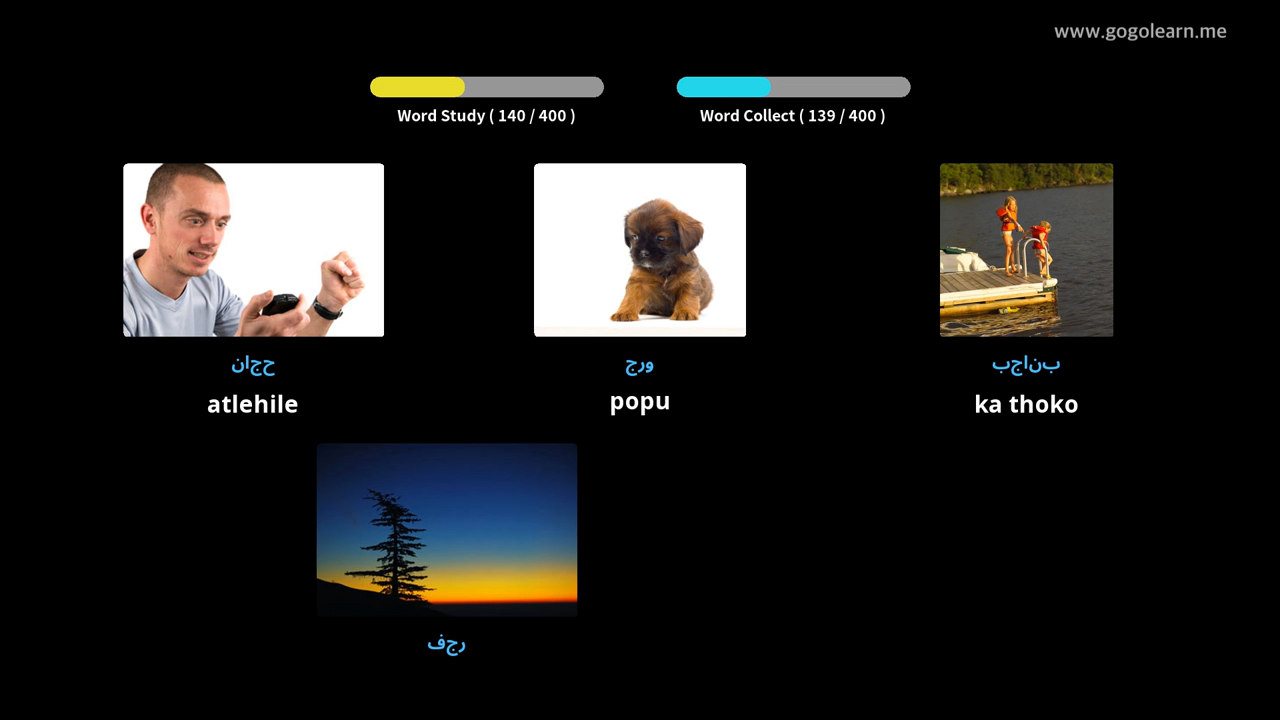 www.gogolearn.me
Word Study ( 140 / 400 )
Word Collect ( 139 / 400 )
حجان
ورج
بناجب
atlehile
popu
ka thoko
رجف